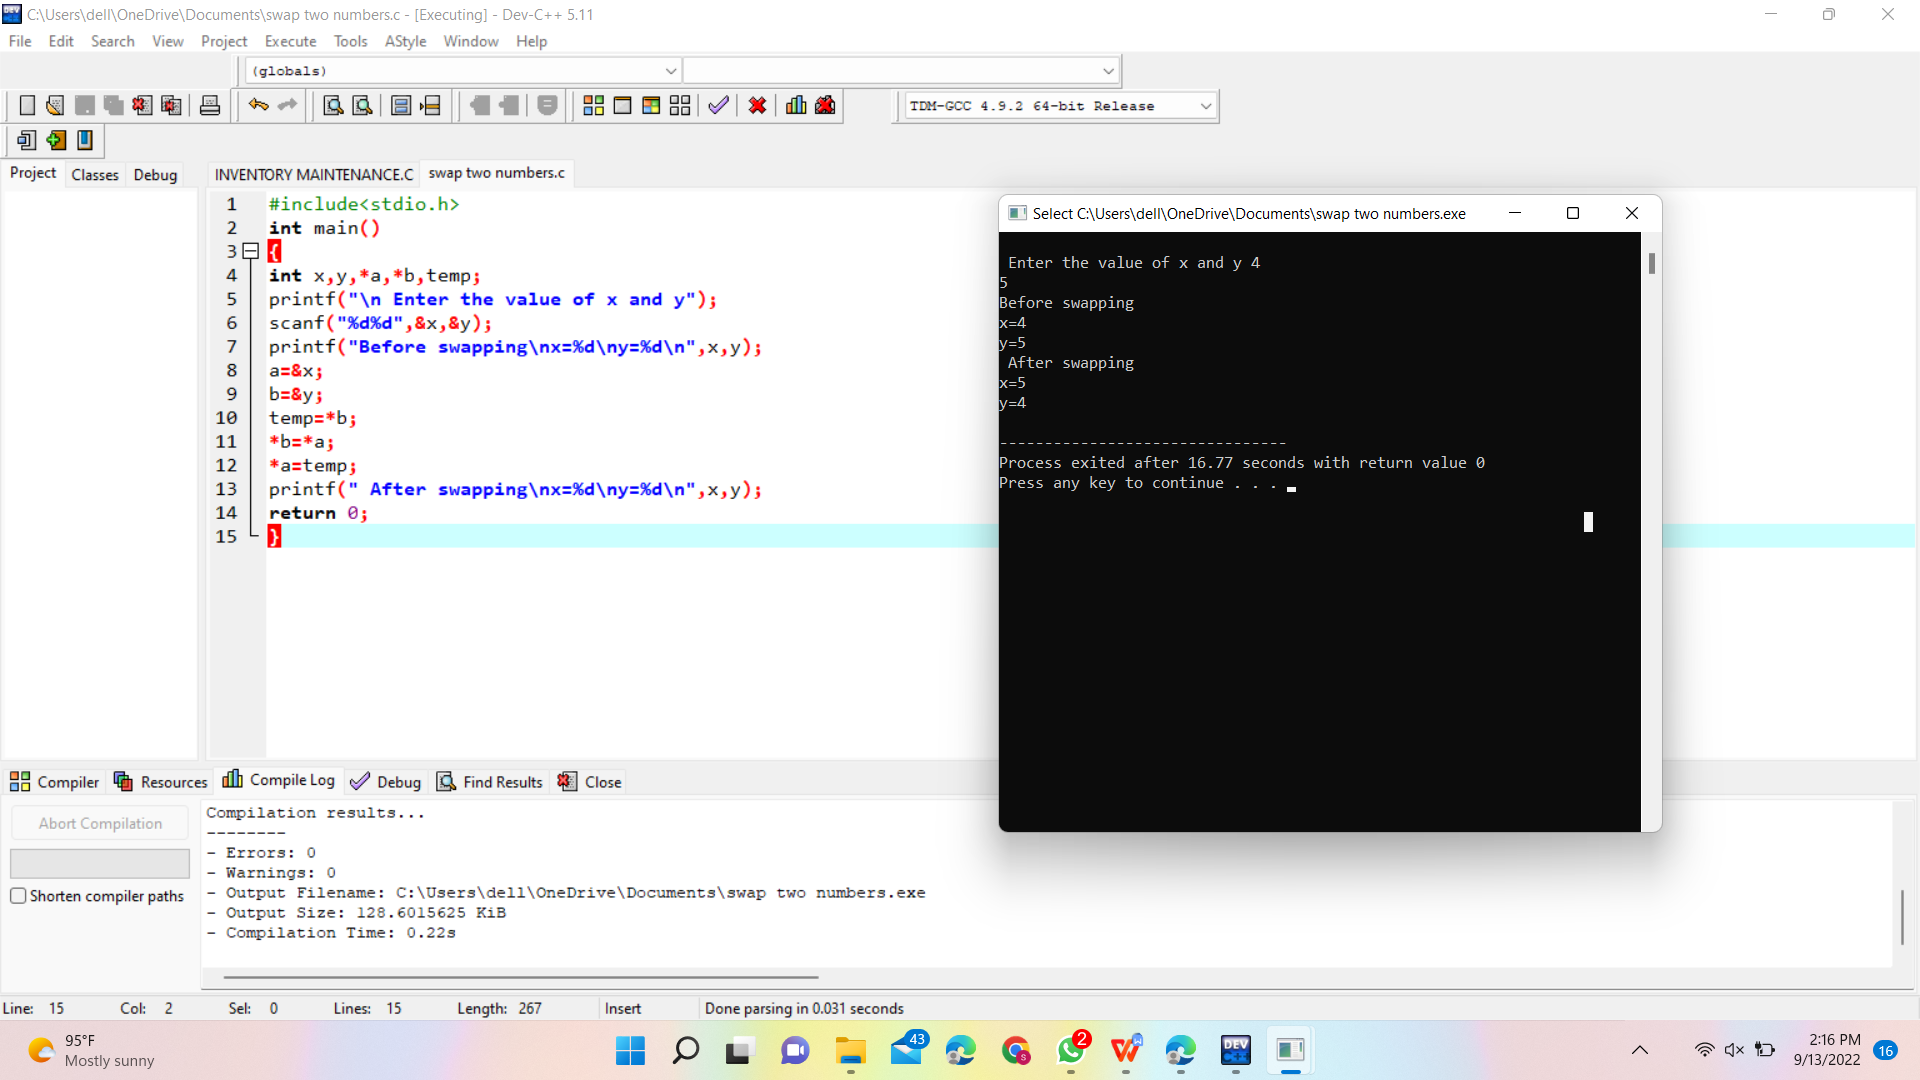 C:\Users\dell\OneDrive\Documents\swap two numbers.c - [Executing] - Dev-C++ 5.11
File Edit Search View Project Execute Tools AStyle Window Help
(globals)
TDM-GCC 4.9.2 64-bit Release
Project Classes Debug
INVENTORY MAINTENANCE.C swap two numbers.c
1 #include<stdio.h>
2 int main()
3 {
4 int x,y,*a,*b,temp;
5 printf("\n Enter the value of x and y");
6 scanf("%d%d",&x,&y);
7 printf("Before swapping\nx=%d\ny=%d\n",x,y);
8 a=&x;
9 b=&y;
10 temp=*b;
11 *b=*a;
12 *a=temp;
13 printf(" After swapping\nx=%d\ny=%d\n",x,y);
14 return 0;
15 }
Select C:\Users\dell\OneDrive\Documents\swap two numbers.exe
Enter the value of x and y 4
5
Before swapping
x=4
y=5
After swapping
x=5
y=4
--------------------------------
Process exited after 16.77 seconds with return value 0
Press any key to continue . . .
Compiler Resources Compile Log Debug Find Results Close
Abort Compilation
Shorten compiler paths
Compilation results...
--------
- Errors: 0
- Warnings: 0
- Output Filename: C:\Users\dell\OneDrive\Documents\swap two numbers.exe
- Output Size: 128.6015625 KiB
- Compilation Time: 0.22s
Line: 15 Col: 2 Sel: 0 Lines: 15 Length: 267 Insert Done parsing in 0.031 seconds
95°F
Mostly sunny
43
2
DEV
C++
2:16 PM
9/13/2022
16